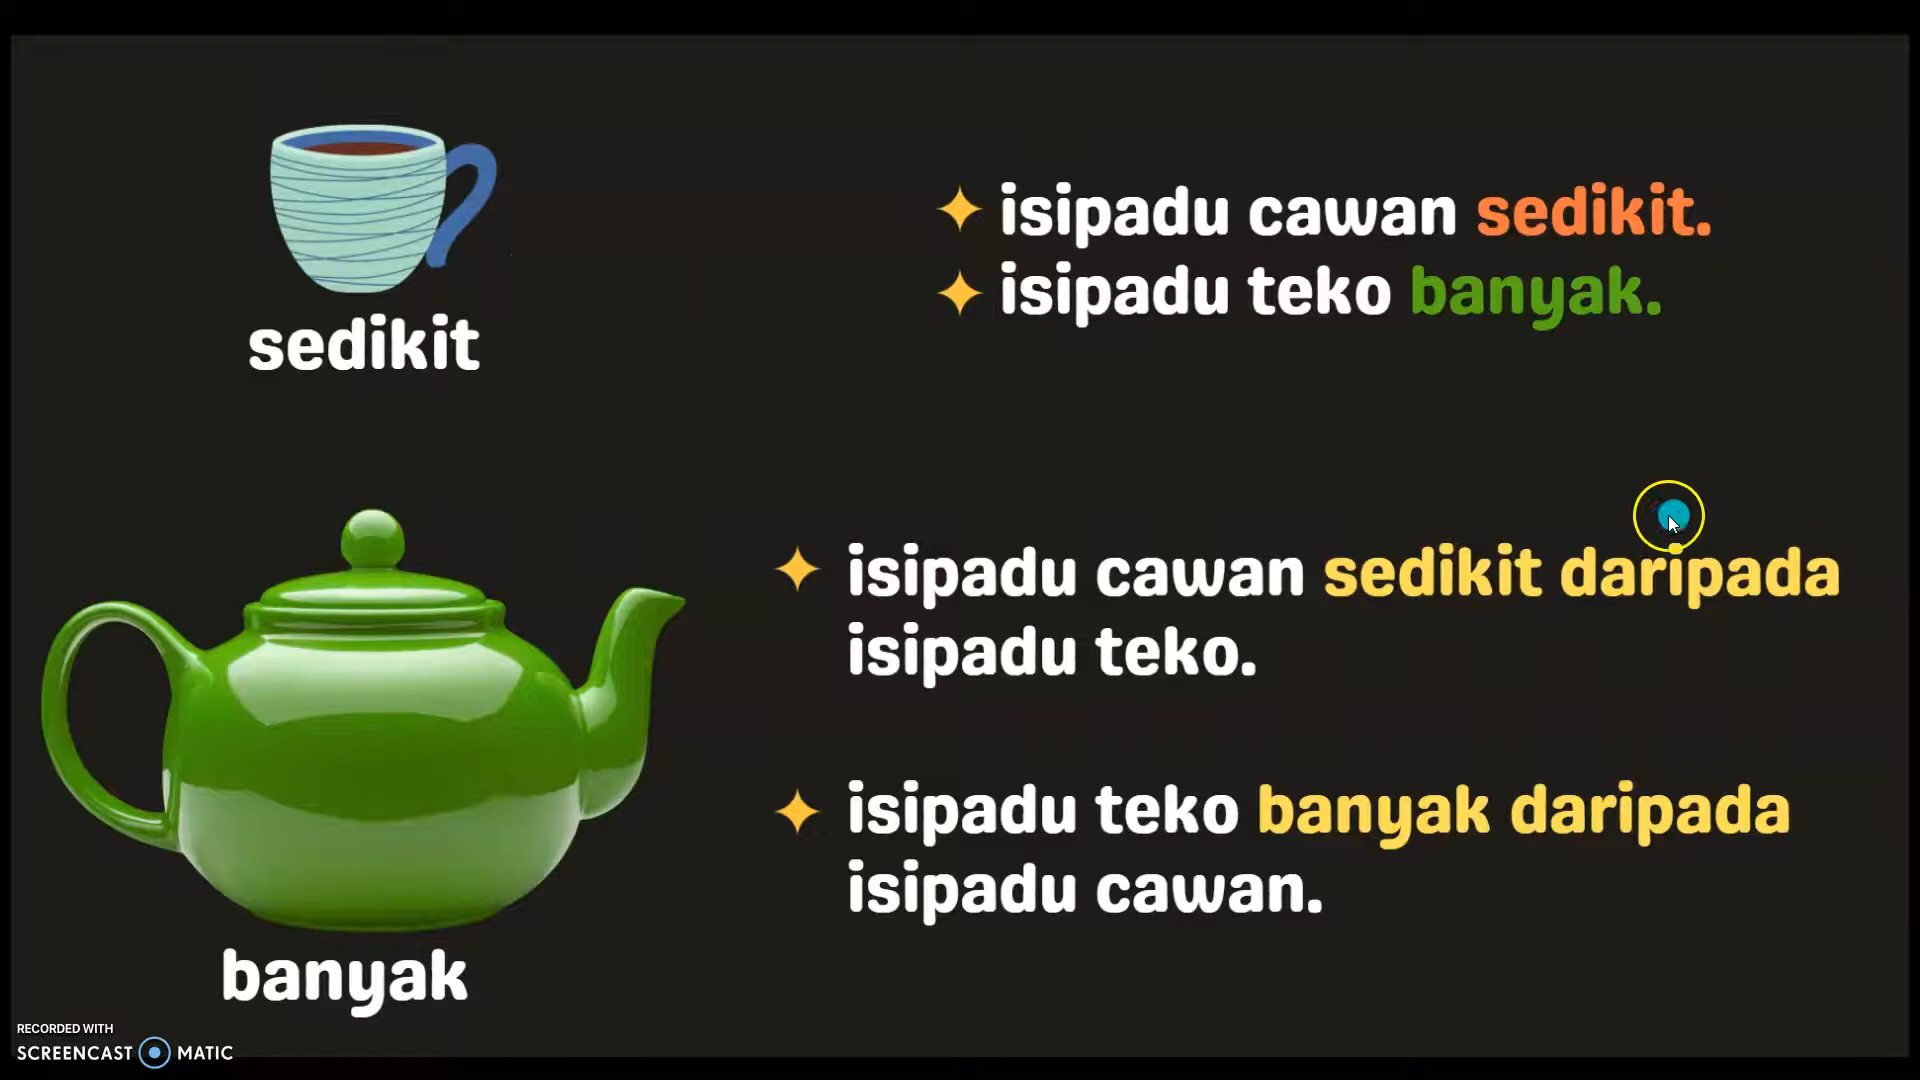 sedikit
isipadu cawan sedikit.
isipadu teko banyak.
isipadu cawan sedikit daripada
isipadu teko.
isipadu teko banyak daripada
isipadu cawan.
banyak
RECORDED WITH
SCREENCAST MATIC